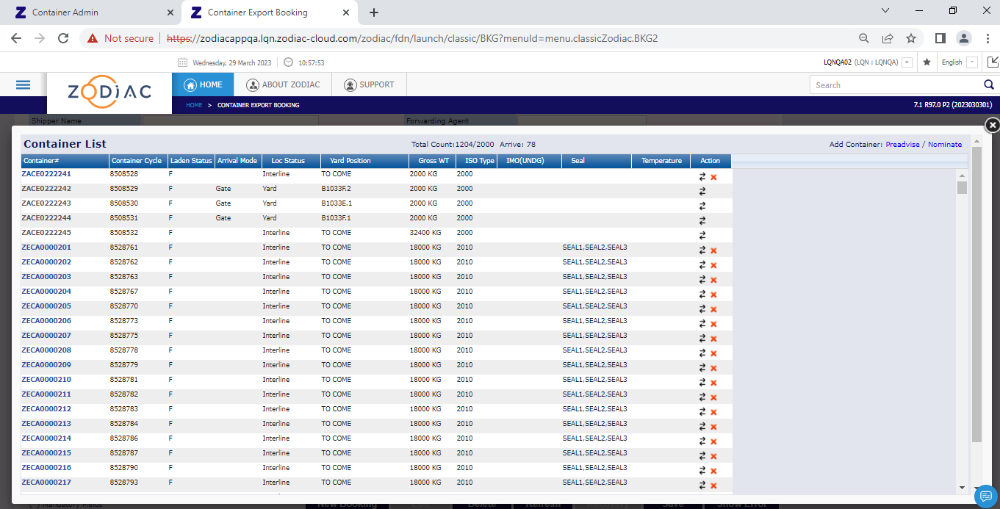 Container Admin
Container Export Booking
Not secure https://zodiacappqa.lqn.zodiac-cloud.com/zodiac/fdn/launch/classic/BKG?menuId=menu.classicZodiac.BKG2
Wednesday, 29 March 2023 10:57:53 LQNQA02 (LQN : LQNQA) English
ZODIAC HOME ABOUT ZODIAC SUPPORT Search
HOME > CONTAINER EXPORT BOOKING 7.1 R97.0 P2 (2023030301)
Shipper Name Forwarding Agent
Container List Total Count:1204/2000 Arrive: 78 Add Container: Preadvise / Nominate
Container# Container Cycle Laden Status Arrival Mode Loc Status Yard Position Gross WT ISO Type IMO(UNDG) Seal Temperature Action
ZACE0222241 8508528 F Interline TO COME 2000 KG 2000
ZACE0222242 8508529 F Gate Yard B1033F.2 2000 KG 2000
ZACE0222243 8508530 F Gate Yard B1033E.1 2000 KG 2000
ZACE0222244 8508531 F Gate Yard B1033F.1 2000 KG 2000
ZACE0222245 8508532 F Interline TO COME 32400 KG 2000
ZECA0000201 8528761 F Interline TO COME 18000 KG 2010 SEAL1,SEAL2,SEAL3
ZECA0000202 8528762 F Interline TO COME 18000 KG 2010 SEAL1,SEAL2,SEAL3
ZECA0000203 8528763 F Interline TO COME 18000 KG 2010 SEAL1,SEAL2,SEAL3
ZECA0000204 8528767 F Interline TO COME 18000 KG 2010 SEAL1,SEAL2,SEAL3
ZECA0000205 8528770 F Interline TO COME 18000 KG 2010 SEAL1,SEAL2,SEAL3
ZECA0000206 8528773 F Interline TO COME 18000 KG 2010 SEAL1,SEAL2,SEAL3
ZECA0000207 8528775 F Interline TO COME 18000 KG 2010 SEAL1,SEAL2,SEAL3
ZECA0000208 8528778 F Interline TO COME 18000 KG 2010 SEAL1,SEAL2,SEAL3
ZECA0000209 8528779 F Interline TO COME 18000 KG 2010 SEAL1,SEAL2,SEAL3
ZECA0000210 8528781 F Interline TO COME 18000 KG 2010 SEAL1,SEAL2,SEAL3
ZECA0000211 8528782 F Interline TO COME 18000 KG 2010 SEAL1,SEAL2,SEAL3
ZECA0000212 8528783 F Interline TO COME 18000 KG 2010 SEAL1,SEAL2,SEAL3
ZECA0000213 8528784 F Interline TO COME 18000 KG 2010 SEAL1,SEAL2,SEAL3
ZECA0000214 8528786 F Interline TO COME 18000 KG 2010 SEAL1,SEAL2,SEAL3
ZECA0000215 8528787 F Interline TO COME 18000 KG 2010 SEAL1,SEAL2,SEAL3
ZECA0000216 8528790 F Interline TO COME 18000 KG 2010 SEAL1,SEAL2,SEAL3
ZECA0000217 8528793 F Interline TO COME 18000 KG 2010 SEAL1,SEAL2,SEAL3
Mandatory Fields New Booking Edit Delete Refresh Save Show Error